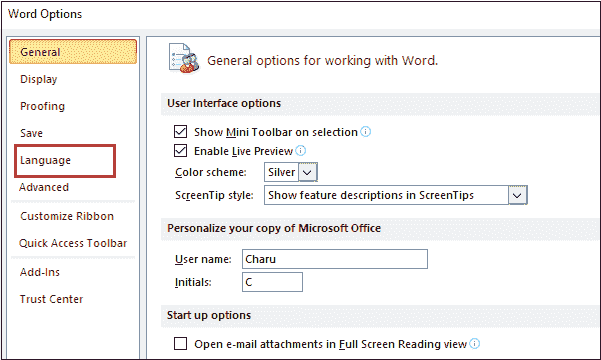 Word Options
General
Display
Proofing
Save
Language
Advanced
Customize Ribbon
Quick Access Toolbar
Add-Ins
Trust Center
General options for working with Word.
User Interface options
Show Mini Toolbar on selection
Enable Live Preview
Color scheme: Silver
ScreenTip style: Show feature descriptions in ScreenTips
Personalize your copy of Microsoft Office
User name: Charu
Initials: C
Start up options
Open e-mail attachments in Full Screen Reading view